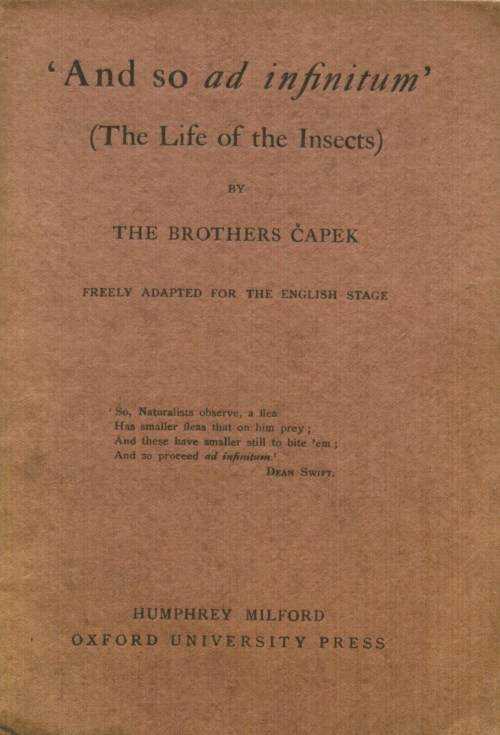 'And so ad infinitum'
(The Life of the Insects)
BY
THE BROTHERS ČAPEK
FREELY ADAPTED FOR THE ENGLISH STAGE
'So, Naturalists observe, a flea
Has smaller fleas that on him prey;
And these have smaller still to bite 'em;
And so proceed ad infinitum.'
DEAN SWIFT.
HUMPHREY MILFORD
OXFORD UNIVERSITY PRESS